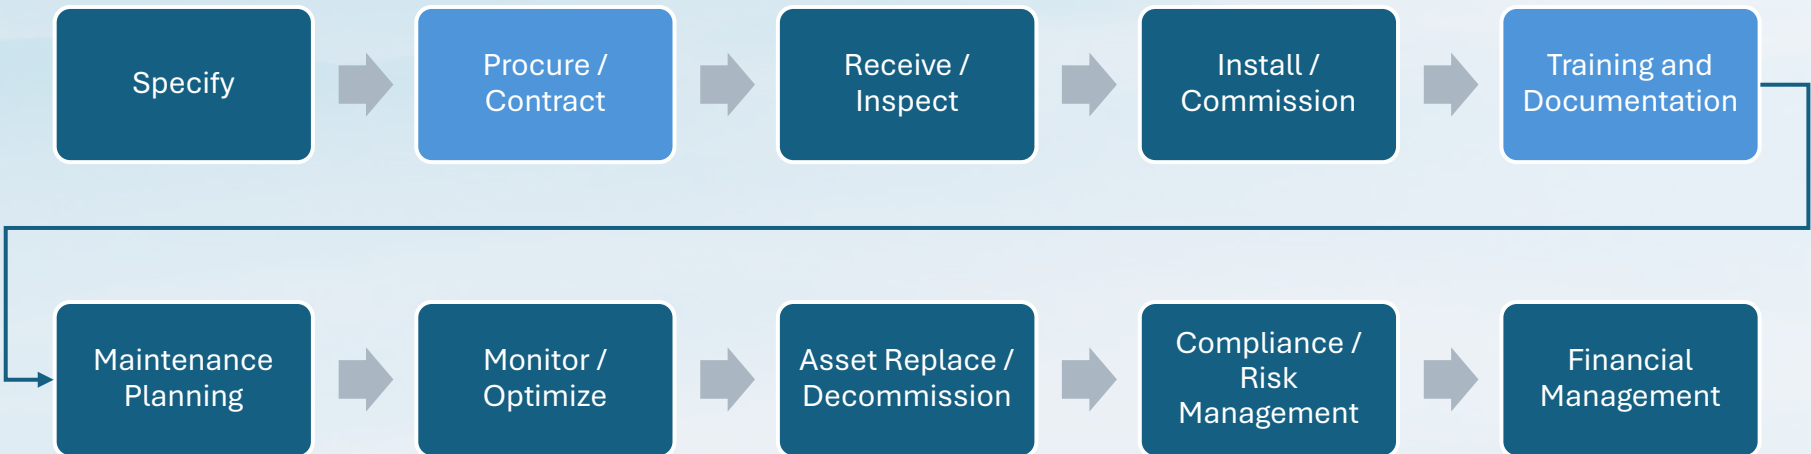 Specify
Procure /
Contract
Receive /
Inspect
Install /
Commission
Training and
Documentation
Maintenance
Planning
Monitor /
Optimize
Asset Replace /
Decommission
Compliance /
Risk
Management
Financial
Management